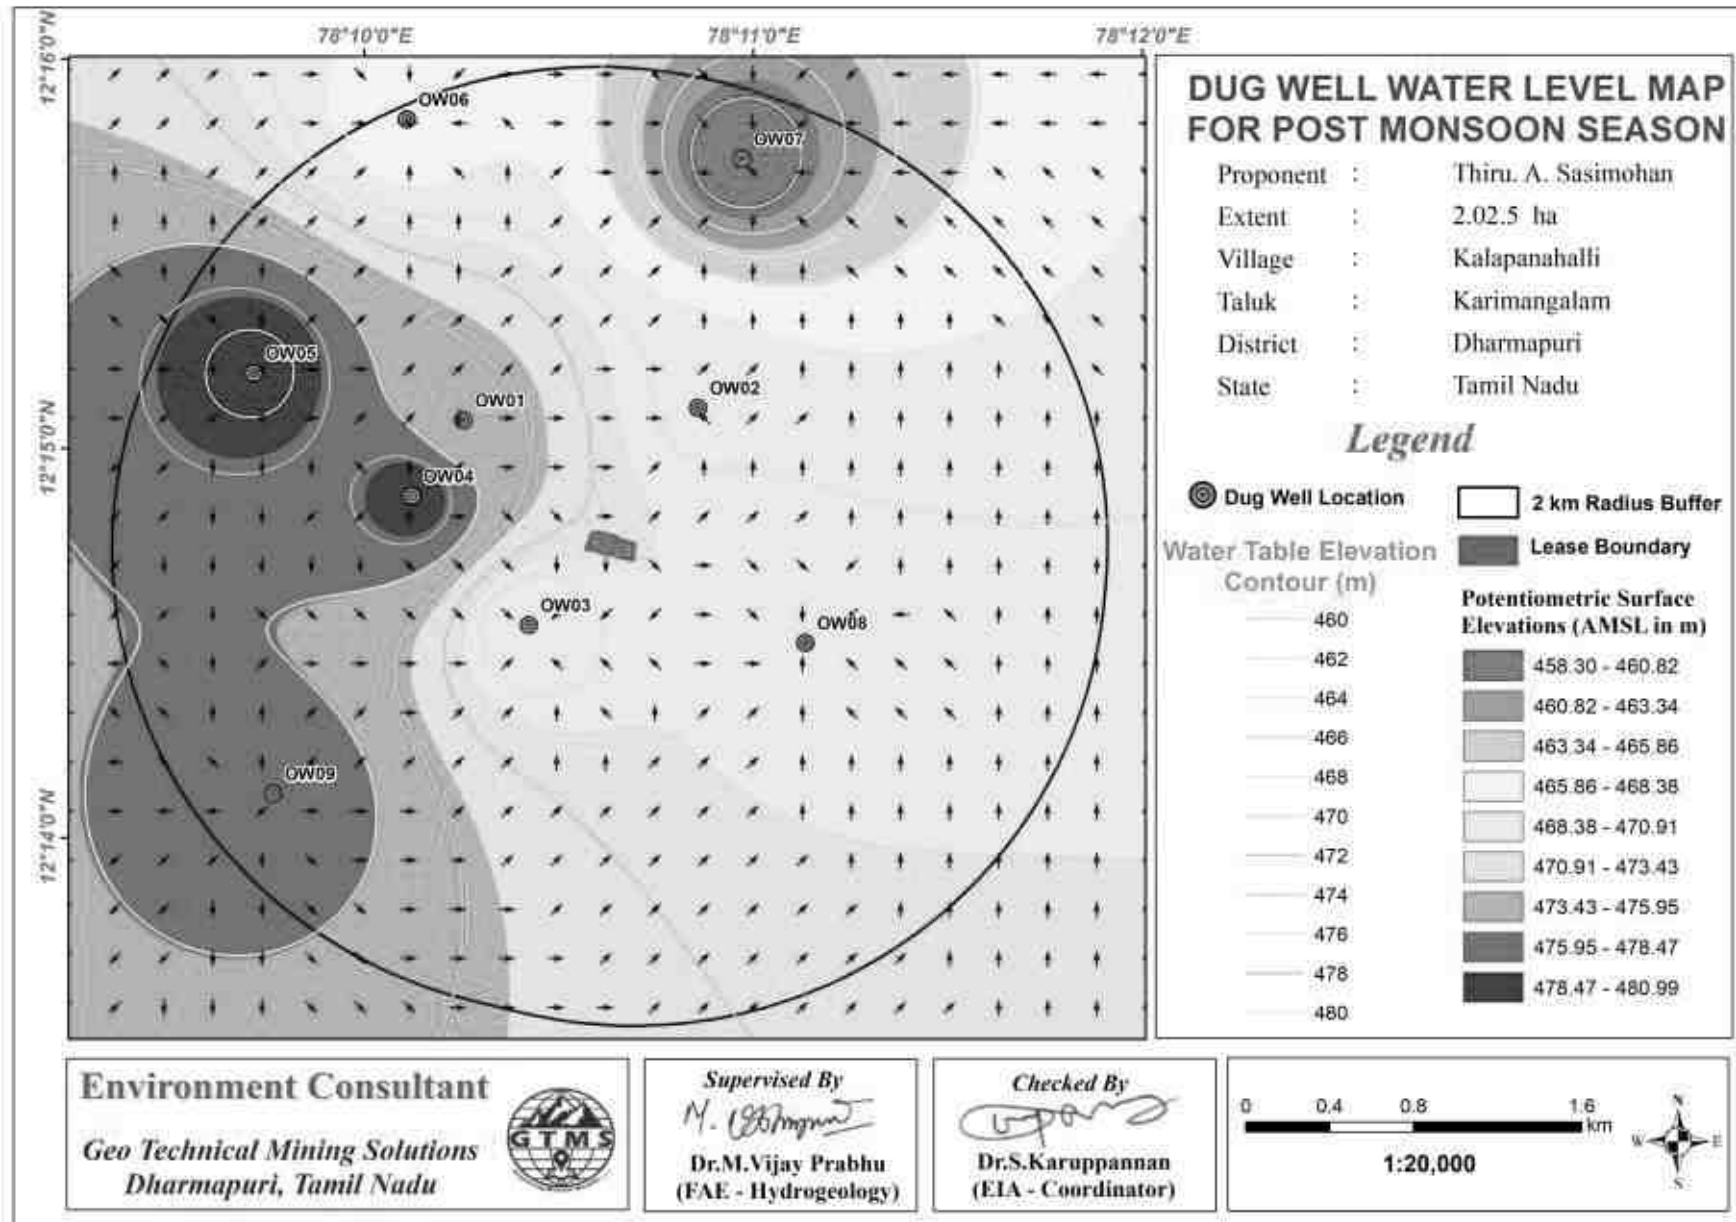 78°10'0"E
78°11'0"E
78°12'0"E
12°16'0"N
12°15'0"N
12°14'0"N
OW06
OW07
OW05
OW01
OW02
OW04
OW03
OW08
OW09
DUG WELL WATER LEVEL MAP
FOR POST MONSOON SEASON
Proponent : Thiru. A. Sasimohan
Extent : 2.02.5 ha
Village : Kalapanahalli
Taluk : Karimangalam
District : Dharmapuri
State : Tamil Nadu
Legend
Dug Well Location
Water Table Elevation
Contour (m)
460
462
464
466
468
470
472
474
476
478
480
2 km Radius Buffer
Lease Boundary
Potentiometric Surface
Elevations (AMSL in m)
458.30 - 460.82
460.82 - 463.34
463.34 - 465.86
465.86 - 468.38
468.38 - 470.91
470.91 - 473.43
473.43 - 475.95
475.95 - 478.47
478.47 - 480.99
Environment Consultant
Geo Technical Mining Solutions
Dharmapuri, Tamil Nadu
GTMS
Supervised By
Dr.M.Vijay Prabhu
(FAE - Hydrogeology)
Checked By
Dr.S.Karuppannan
(EIA - Coordinator)
0 0.4 0.8 1.6
km
1:20,000
N
W E
S